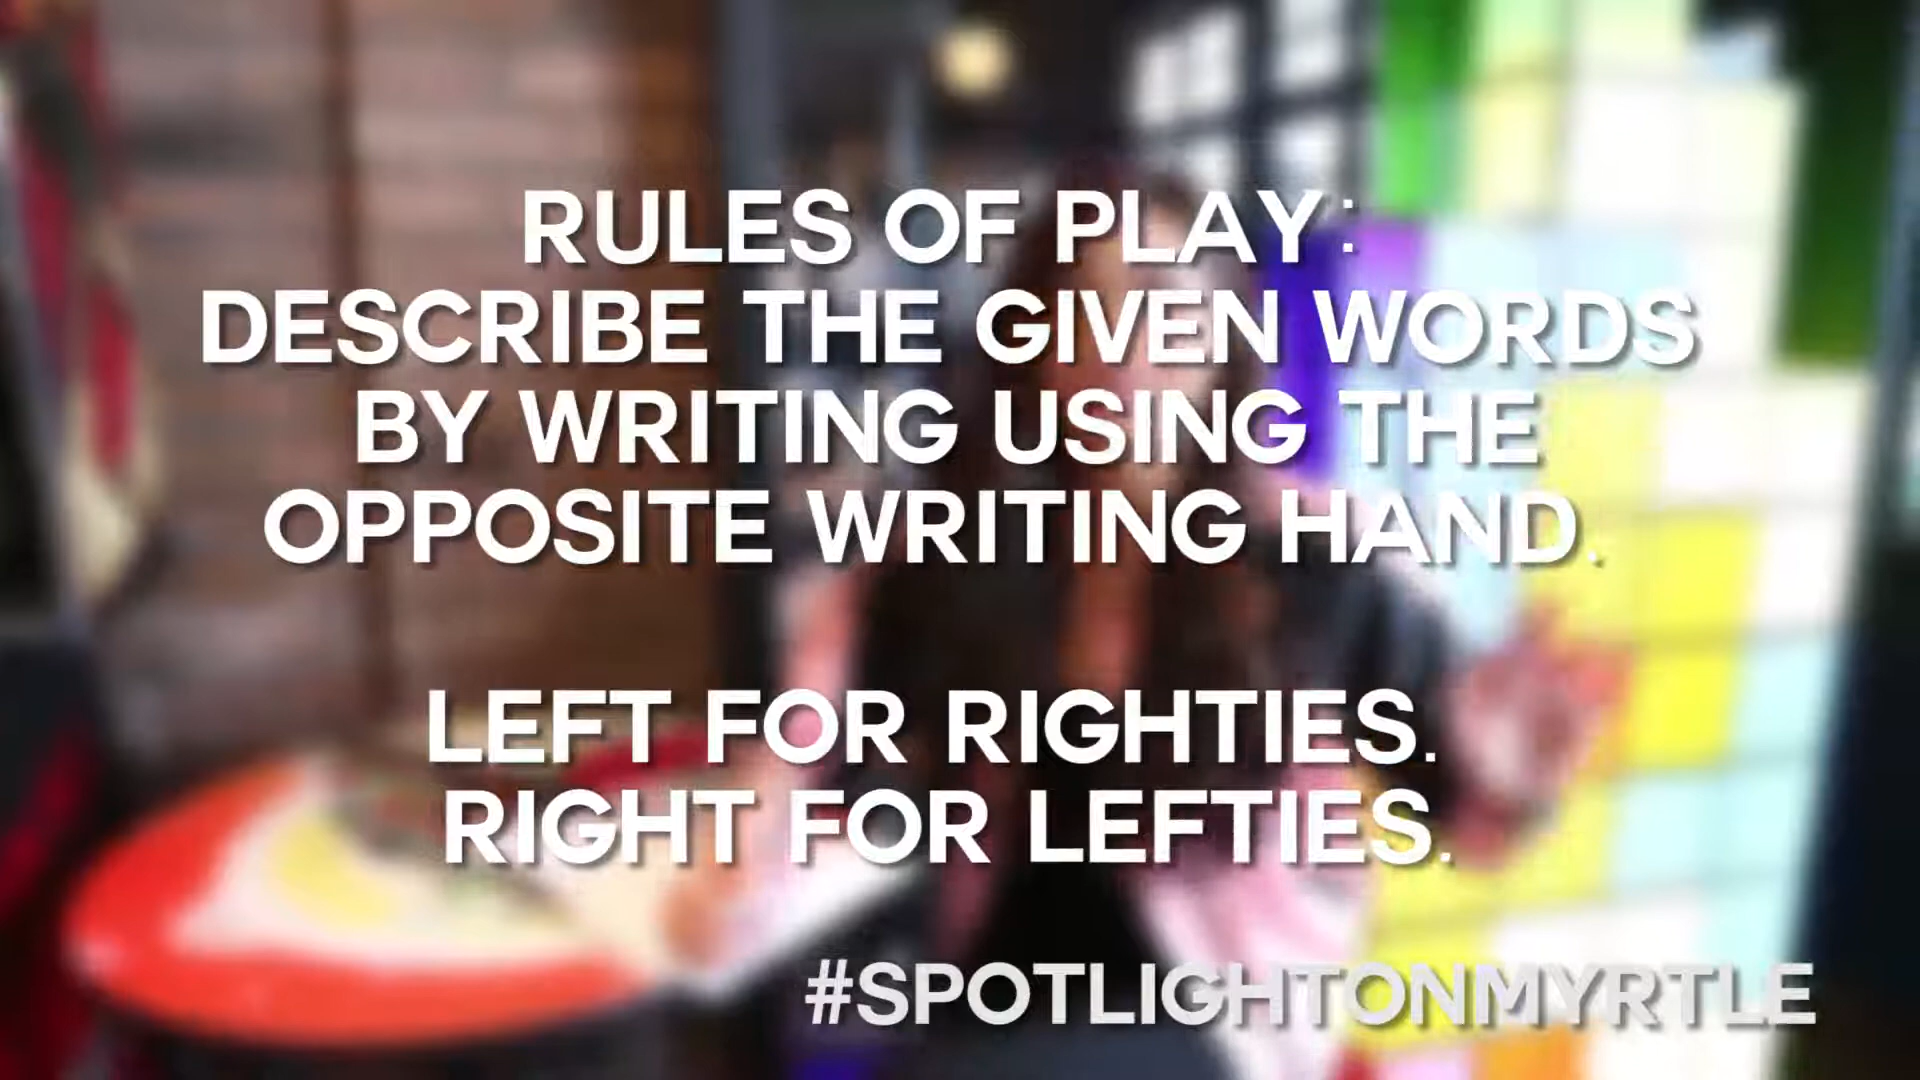 RULES OF PLAY:
DESCRIBE THE GIVEN WORDS
BY WRITING USING THE
OPPOSITE WRITING HAND.
LEFT FOR RIGHTIES.
RIGHT FOR LEFTIES.
#SPOTLIGHTONMYRTLE